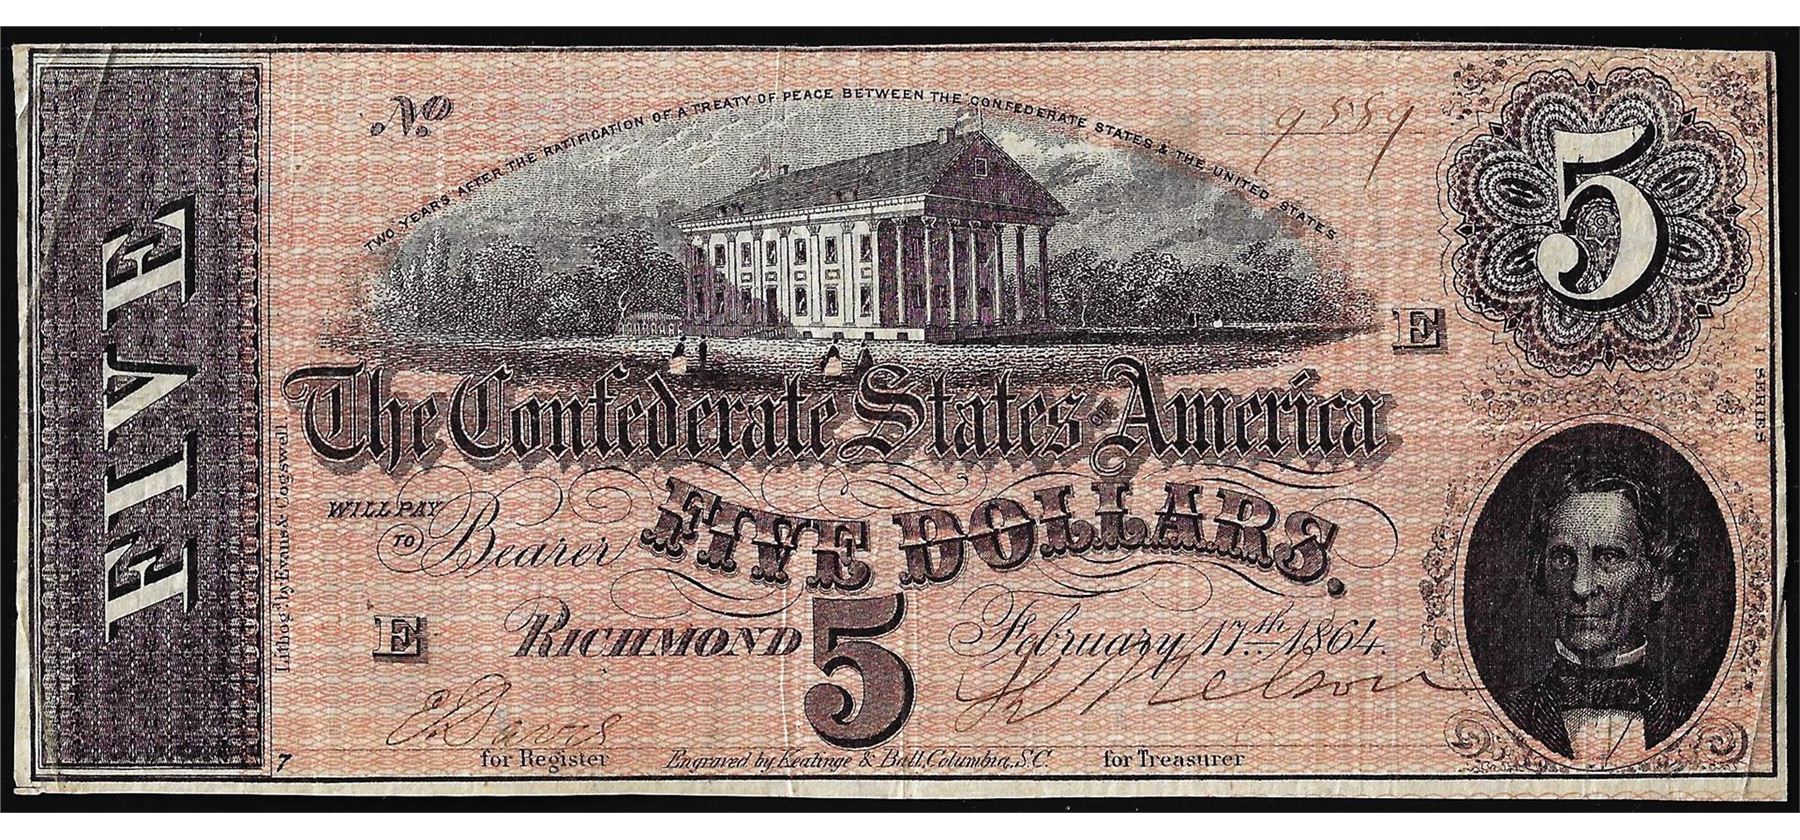 FIVE
No
TWO YEARS AFTER THE RATIFICATION OF A TREATY OF PEACE BETWEEN THE CONFEDERATE STATES & THE UNITED STATES
9589
5
E
1 SERIES
The Confederate States of America
WILL PAY
TO Bearer FIVE DOLLARS.
E RICHMOND 5 February 17th 1864.
Nelson
for Register Engraved by Keatinge & Ball, Columbia, S.C. for Treasurer
7
Lithog'd by Evans & Cogswell